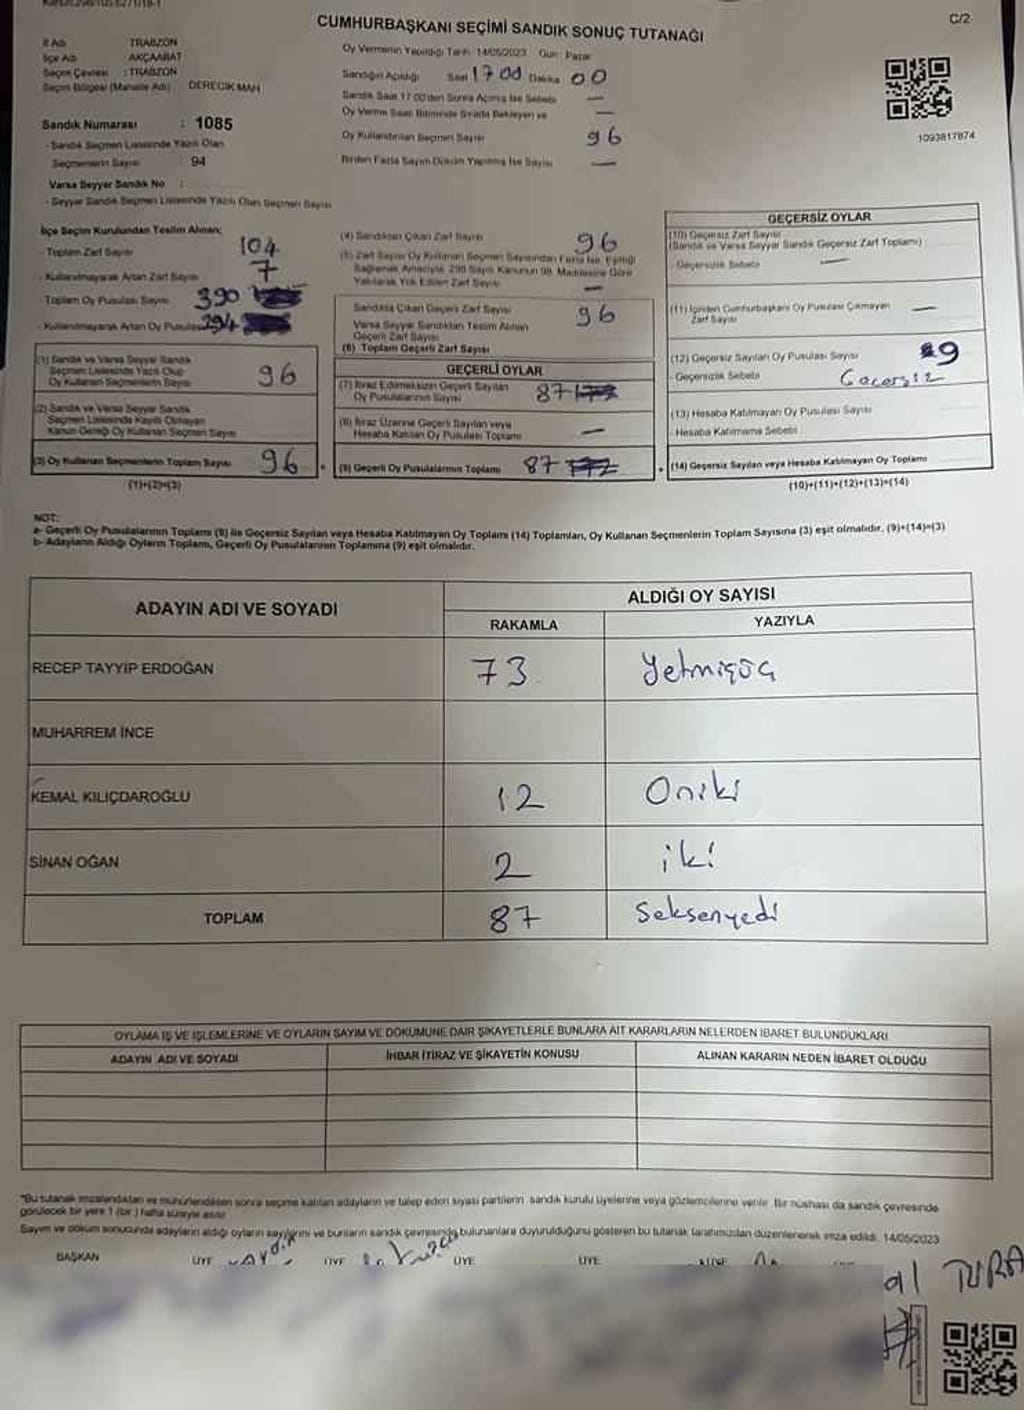 C/2
CUMHURBAŞKANI SEÇİMİ SANDIK SONUÇ TUTANAĞI
İl Adı : TRABZON
İlçe Adı : AKÇAABAT
Seçim Çevresi : TRABZON
Seçim Bölgesi (Mahalle Adı) : DERECİK MAH
Sandık Numarası : 1085
- Sandık Seçmen Listesinde Yazılı Olan
Seçmenlerin Sayısı : 94
Varsa Seyyar Sandık No :
- Seyyar Sandık Seçmen Listesinde Yazılı Olan Seçmen Sayısı
Oy Vermenin Yapıldığı Tarih 14/05/2023 Gün: Pazar
Sandığın Açıldığı Saat 17 00 Dakika 00
Sandık Saat 17.00'den Sonra Açılmış İse Sebebi —
Oy Verme Saati Bitiminde Sırada Bekleyen ve —
Oy Kullandırılan Seçmen Sayısı 96
Birden Fazla Sayım Döküm Yapılmış İse Sayısı —
1093817874
İlçe Seçim Kurulundan Teslim Alınan;
- Toplam Zarf Sayısı 104
- Kullanılmayarak Artan Zarf Sayısı 7
Toplam Oy Pusulası Sayısı 390
- Kullanılmayarak Artan Oy Pusulası 294
(1) Sandık ve Varsa Seyyar Sandık
Seçmen Listesinde Yazılı Olup
Oy Kullanan Seçmenlerin Sayısı 96
(2) Sandık ve Varsa Seyyar Sandık
Seçmen Listesinde Kayıtlı Olmayan
Kanun Gereği Oy Kullanan Seçmen Sayısı
(3) Oy Kullanan Seçmenlerin Toplam Sayısı 96
(1)+(2)=(3)
(4) Sandıktan Çıkan Zarf Sayısı 96
(5) Zarf Sayısı Oy Kullanan Seçmen Sayısından Fazla İse, Eşitliği
Sağlamak Amacıyla, 298 Sayılı Kanunun 98. Maddesine Göre
Yakılarak Yok Edilen Zarf Sayısı —
Sandıkta Çıkan Geçerli Zarf Sayısı 96
Varsa Seyyar Sandıktan Teslim Alınan
Geçerli Zarf Sayısı
(6) Toplam Geçerli Zarf Sayısı
GEÇERLİ OYLAR
(7) İtiraz Edilmeksizin Geçerli Sayılan
Oy Pusulalarının Sayısı 87
(8) İtiraz Üzerine Geçerli Sayılan veya
Hesaba Katılan Oy Pusulası Toplamı —
(9) Geçerli Oy Pusulalarının Toplamı 87
GEÇERSİZ OYLAR
(10) Geçersiz Zarf Sayısı
(Sandık ve Varsa Seyyar Sandık Geçersiz Zarf Toplamı)
- Geçersizlik Sebebi —
(11) İçinden Cumhurbaşkanı Oy Pusulası Çıkmayan
Zarf Sayısı —
(12) Geçersiz Sayılan Oy Pusulası Sayısı 9
- Geçersizlik Sebebi
(13) Hesaba Katılmayan Oy Pusulası Sayısı
- Hesaba Katılmama Sebebi
(14) Geçersiz Sayılan veya Hesaba Katılmayan Oy Toplamı
(10)+(11)+(12)+(13)=(14)
NOT:
a- Geçerli Oy Pusulalarının Toplamı (9) ile Geçersiz Sayılan veya Hesaba Katılmayan Oy Toplamı (14) Toplamları, Oy Kullanan Seçmenlerin Toplam Sayısına (3) eşit olmalıdır. (9)+(14)=(3)
b- Adayların Aldığı Oyların Toplamı, Geçerli Oy Pusulalarının Toplamına (9) eşit olmalıdır.
ADAYIN ADI VE SOYADI ALDIĞI OY SAYISI
RAKAMLA YAZIYLA
RECEP TAYYİP ERDOĞAN 73 Yetmişüç
MUHARREM İNCE
KEMAL KILIÇDAROĞLU 12 Oniki
SİNAN OĞAN 2 iki
TOPLAM 87 Seksenyedi
OYLAMA İŞ VE İŞLEMLERİNE VE OYLARIN SAYIM VE DÖKÜMÜNE DAİR ŞİKAYETLERLE BUNLARA AİT KARARLARIN NELERDEN İBARET BULUNDUKLARI
ADAYIN ADI VE SOYADI İHBAR İTİRAZ VE ŞİKAYETİN KONUSU ALINAN KARARIN NEDEN İBARET OLDUĞU
*Bu tutanak imzalandıktan ve mühürlendikten sonra seçime katılan adayların ve talep eden siyasi partilerin sandık kurulu üyelerine veya gözlemcilerine verilir. Bir nüshası da sandık çevresinde
görülecek bir yere 1 (bir) hafta süreyle asılır
Sayım ve döküm sonucunda adayların aldığı oyların sayılarını ve bunların sandık çevresinde bulunanlara duyurulduğunu gösteren bu tutanak tarafımızdan düzenlenerek imza edildi. 14/05/2023
BAŞKAN ÜYE ÜYE ÜYE ÜYE